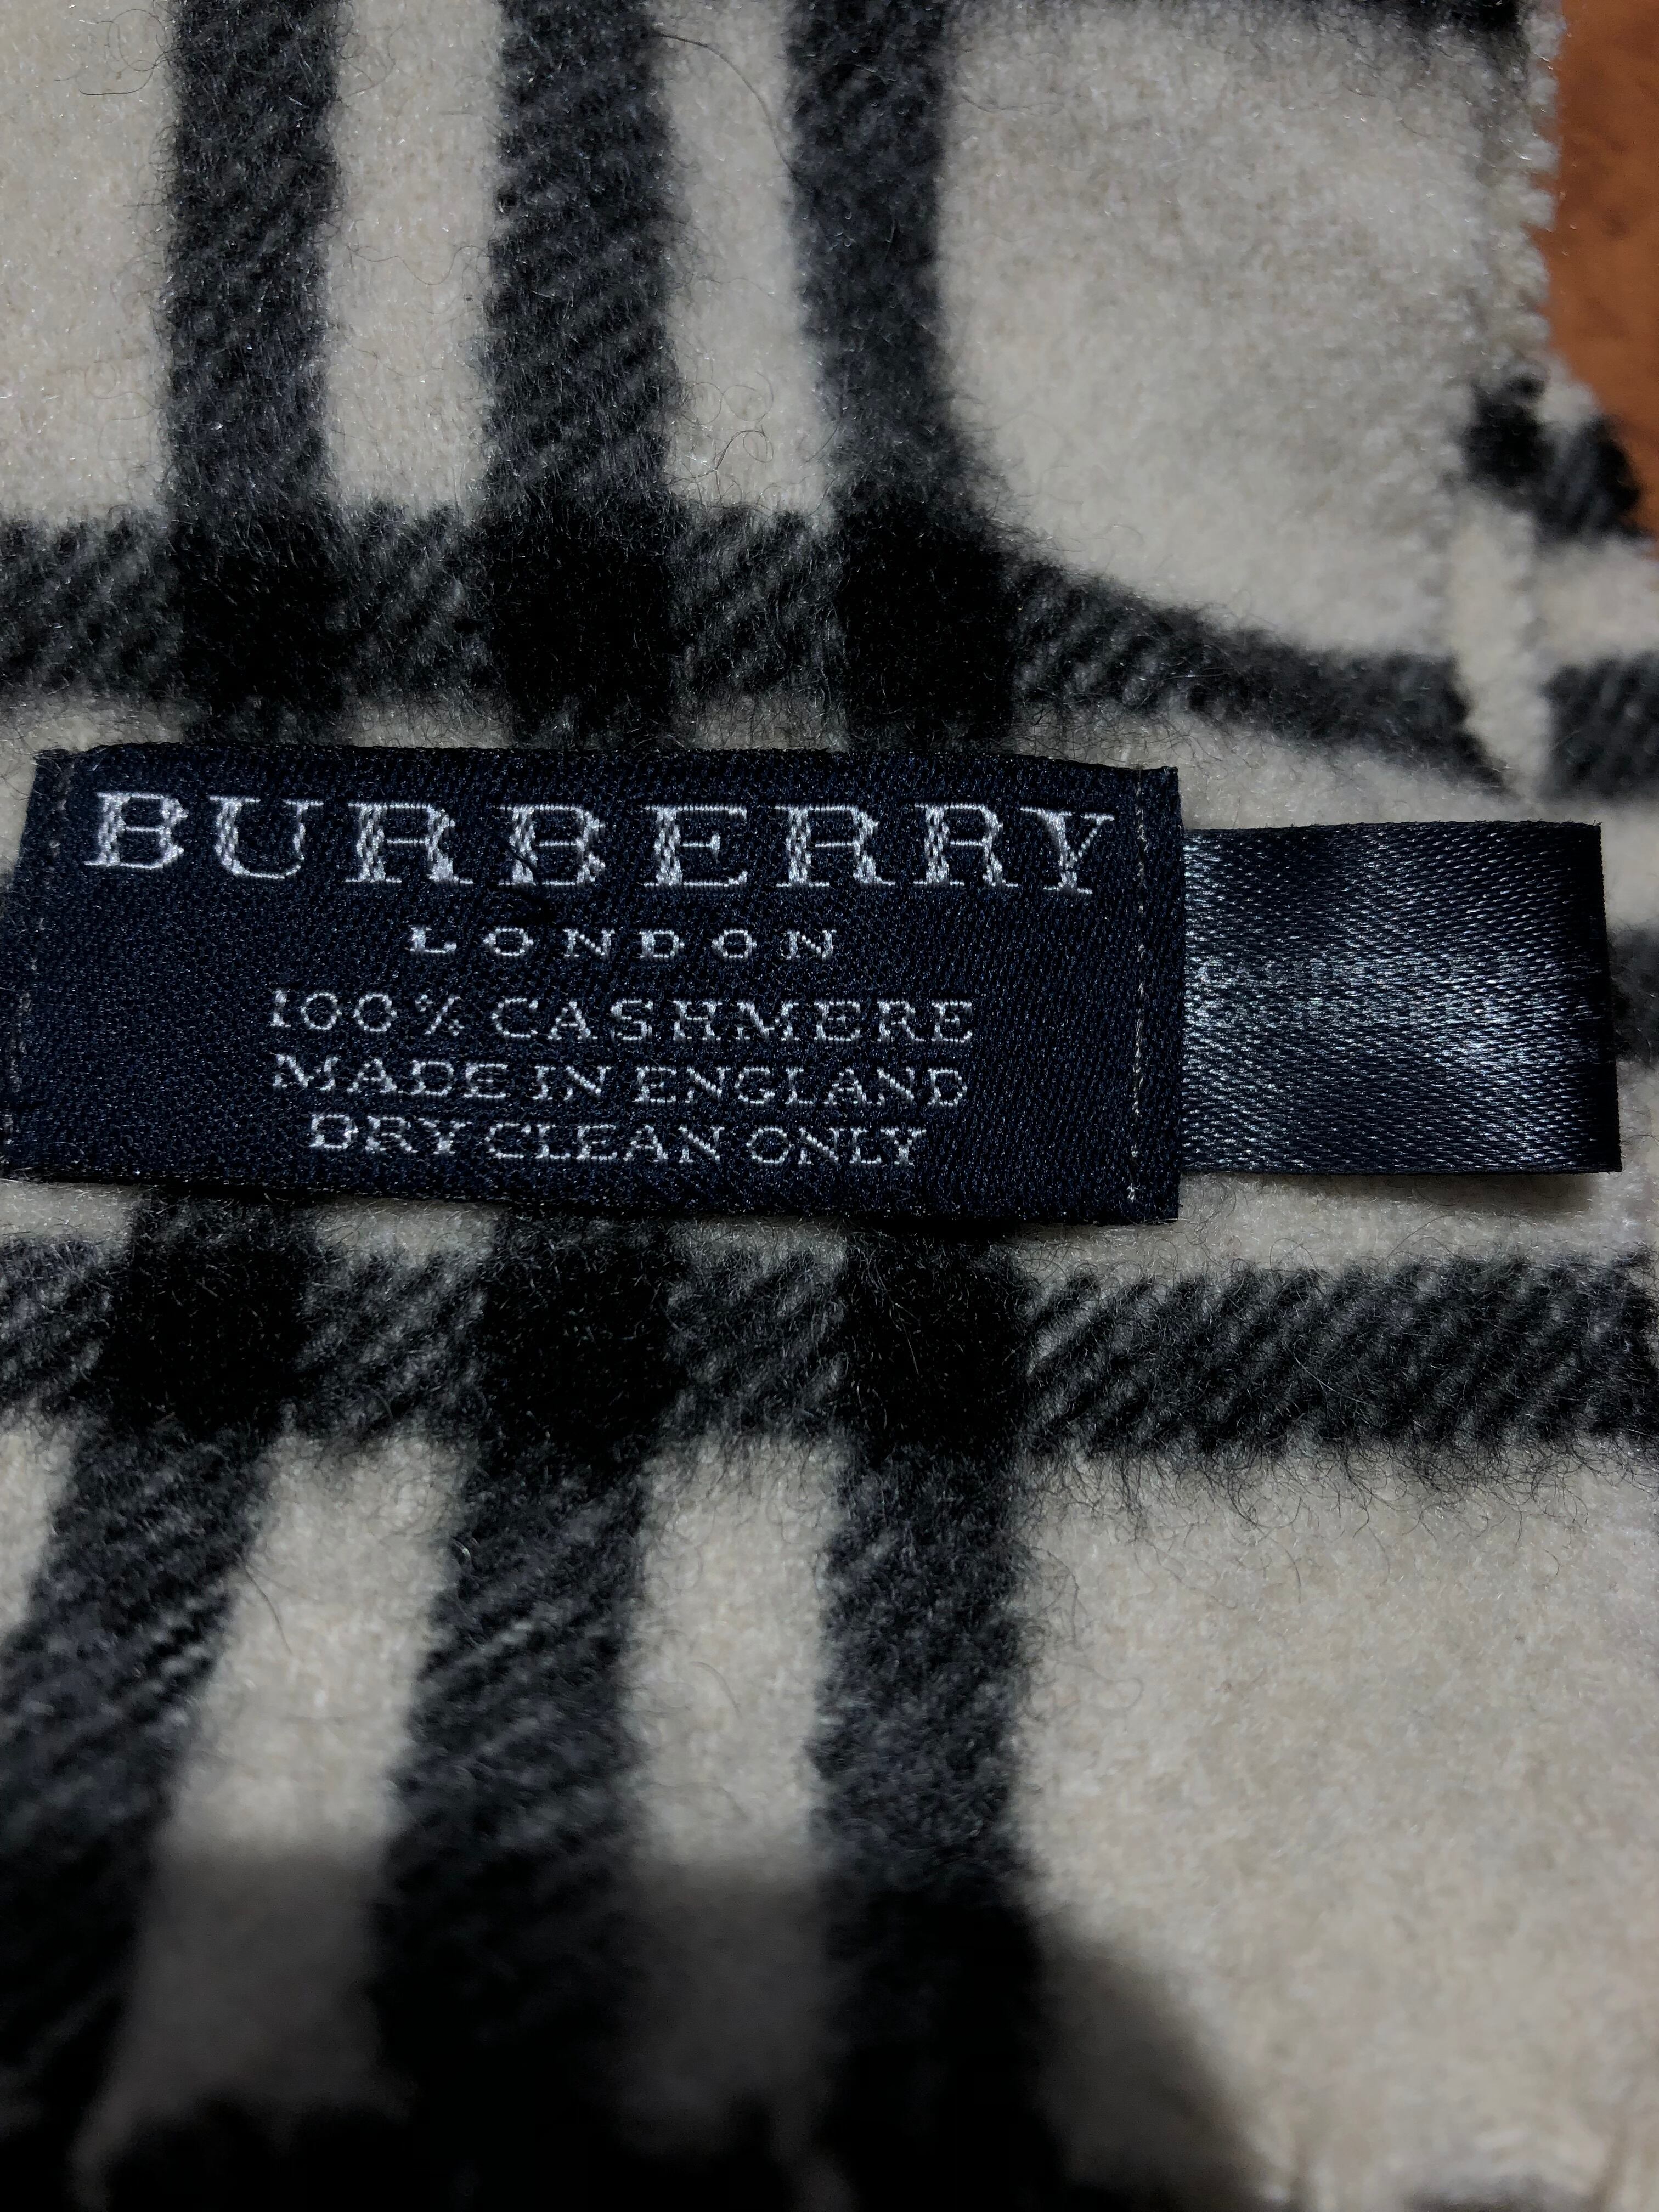 BURBERRY
LONDON
100% CASHMERE
MADE IN ENGLAND
DRY CLEAN ONLY